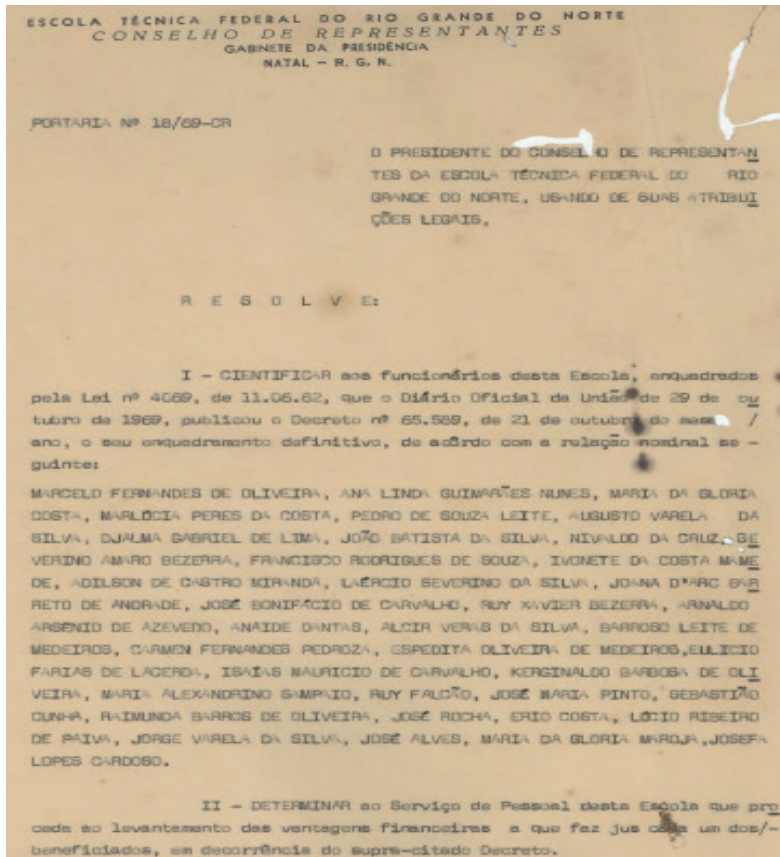 ESCOLA TÉCNICA FEDERAL DO RIO GRANDE DO NORTE
CONSELHO DE REPRESENTANTES
GABINETE DA PRESIDÊNCIA
NATAL — R. G. N.
PORTARIA Nº 18/69-CR
O PRESIDENTE DO CONSELHO DE REPRESENTAN
TES DA ESCOLA TÉCNICA FEDERAL DO RIO
GRANDE DO NORTE, USANDO DE SUAS ATRIBUI
ÇÕES LEGAIS,
R E S O L V E:
I - CIENTIFICAR aos funcionários desta Escola, enquadrados
pela Lei nº 4069, de 11.06.62, que o Diário Oficial da União de 29 de ou
tubro de 1969, publicou o Decreto nº 65.589, de 21 de outubro do mesmo /
ano, o seu enquadramento definitivo, de acôrdo com a relação nominal se -
guinte:
MARCELO FERNANDES DE OLIVEIRA, ANA LINDA GUIMARÃES NUNES, MARIA DA GLORIA
COSTA, MARLÚCIA PERES DA COSTA, PEDRO DE SOUZA LEITE, AUGUSTO VARELA DA
SILVA, DJALMA GABRIEL DE LIMA, JOÃO BATISTA DA SILVA, NIVALDO DA CRUZ, SE
VERINO AMARO BEZERRA, FRANCISCO RODRIGUES DE SOUZA, IVONETE DA COSTA MAME
DE, ADILSON DE CASTRO MIRANDA, LAÉRCIO SEVERINO DA SILVA, JOANA D'ARC BAR
RETO DE ANDRADE, JOSÉ BONIFÁCIO DE CARVALHO, RUY XAVIER BEZERRA, ARNALDO
ARSENIO DE AZEVEDO, ANAIDE DANTAS, ALCIR VERAS DA SILVA, BARROSO LEITE DE
MEDEIROS, CARMEN FERNANDES PEDROZA, ESPEDITA OLIVEIRA DE MEDEIROS,EULICIO
FARIAS DE LACERDA, ISAÍAS MAURICIO DE CARVALHO, KERGINALDO BARBOSA DE OLI
VEIRA, MARIA ALEXANDRINO SAMPAIO, RUY FALCÃO, JOSÉ MARIA PINTO, SEBASTIÃO
CUNHA, RAIMUNDA BARROS DE OLIVEIRA, JOSÉ ROCHA, ERIO COSTA, LÚCIO RIBEIRO
DE PAIVA, JORGE VARELA DA SILVA, JOSÉ ALVES, MARIA DA GLORIA MAROJA,JOSEFA
LOPES CARDOSO.
II - DETERMINAR ao Serviço de Pessoal desta Escola que pro
ceda ao levantamento das vantagens financeiras a que faz jus cada um dos/-
beneficiados, em decorrência do supra-citado Decreto.